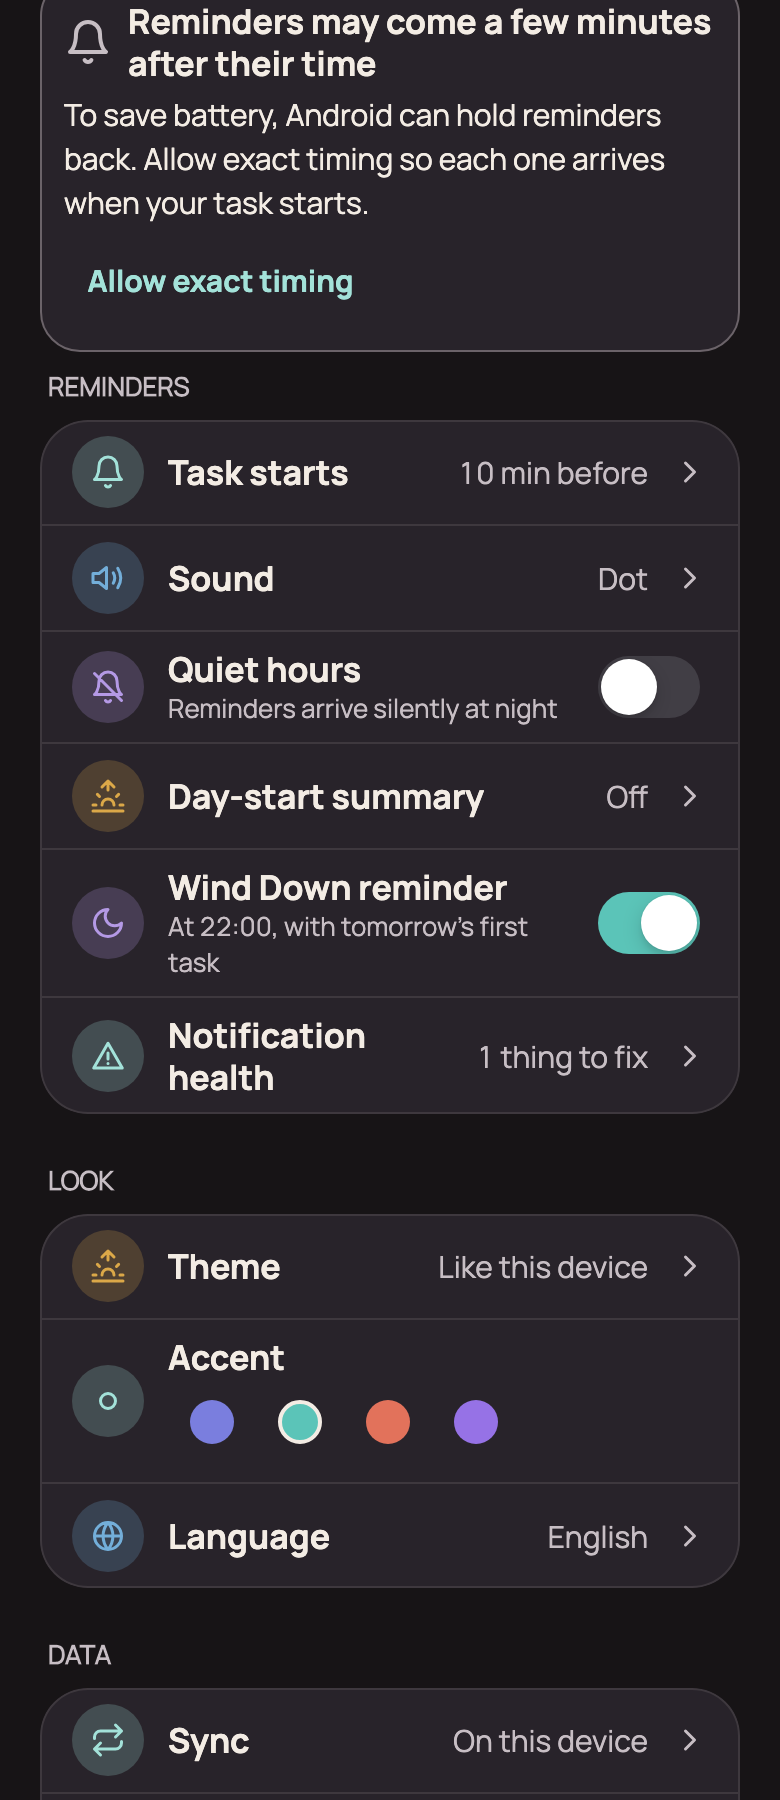 Reminders may come a few minutes
after their time
To save battery, Android can hold reminders
back. Allow exact timing so each one arrives
when your task starts.
Allow exact timing
REMINDERS
Task starts 10 min before
Sound Dot
Quiet hours
Reminders arrive silently at night
Day-start summary Off
Wind Down reminder
At 22:00, with tomorrow’s first
task
Notification
health
1 thing to fix
LOOK
Theme Like this device
Accent
Language English
DATA
Sync On this device